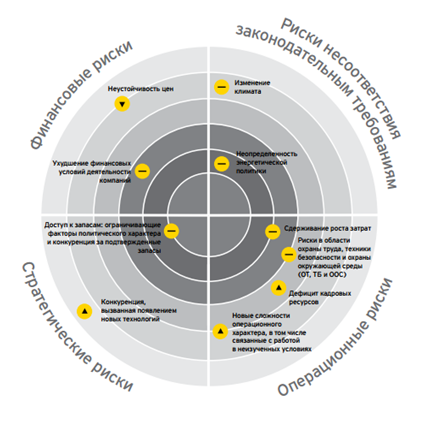 Финансовые риски
Риски несоответствия
законодательным требованиям
Неустойчивость цен
Изменение
климата
Ухудшение финансовых
условий деятельности
компаний
Неопределенность
энергетической
политики
Доступ к запасам: ограничивающие
факторы политического характера
и конкуренция за подтвержденные
запасы
Сдерживание роста затрат
Риски в области
охраны труда, техники
безопасности и охраны
окружающей среды
(ОТ, ТБ и ООС)
Дефицит кадровых
ресурсов
Конкуренция,
вызванная появлением
новых технологий
Новые сложности
операционного
характера, в том числе
связанные с работой
в неизученных условиях
Стратегические риски
Операционные риски